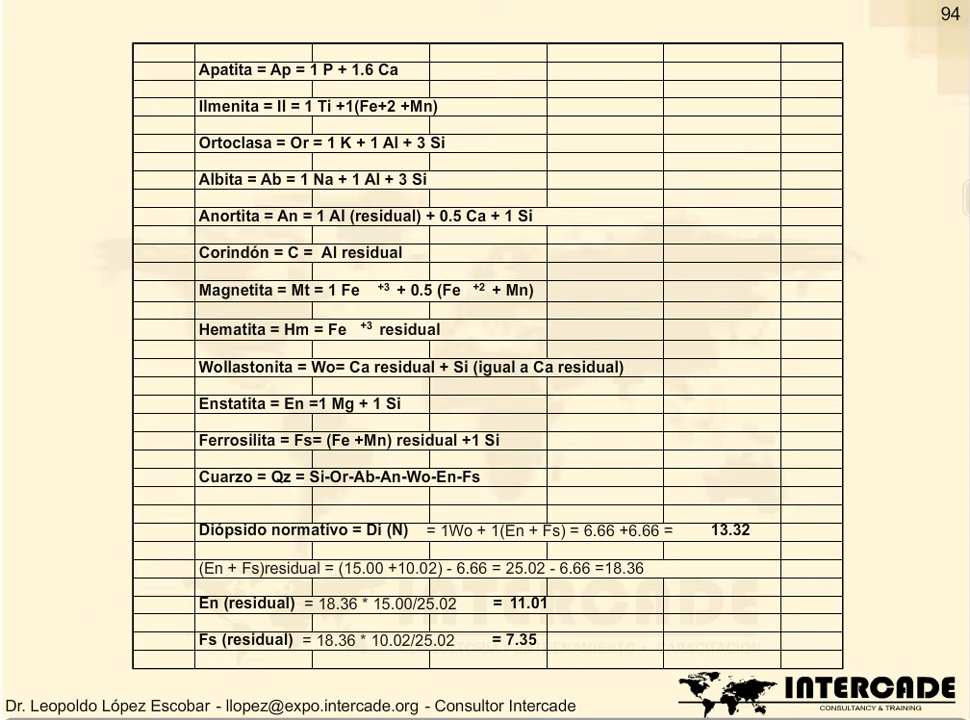 94
Apatita = Ap = 1 P + 1.6 Ca
Ilmenita = Il = 1 Ti +1(Fe+2 +Mn)
Ortoclasa = Or = 1 K + 1 Al + 3 Si
Albita = Ab = 1 Na + 1 Al + 3 Si
Anortita = An = 1 Al (residual) + 0.5 Ca + 1 Si
Corindón = C = Al residual
Magnetita = Mt = 1 Fe +3 + 0.5 (Fe +2 + Mn)
Hematita = Hm = Fe +3 residual
Wollastonita = Wo= Ca residual + Si (igual a Ca residual)
Enstatita = En =1 Mg + 1 Si
Ferrosilita = Fs= (Fe +Mn) residual +1 Si
Cuarzo = Qz = Si-Or-Ab-An-Wo-En-Fs
Diópsido normativo = Di (N) = 1Wo + 1(En + Fs) = 6.66 +6.66 = 13.32
(En + Fs)residual = (15.00 +10.02) - 6.66 = 25.02 - 6.66 =18.36
En (residual) = 18.36 * 15.00/25.02 = 11.01
Fs (residual) = 18.36 * 10.02/25.02 = 7.35
INTERCADE
INTERCADE
CONSULTANCY & TRAINING
Dr. Leopoldo López Escobar - llopez@expo.intercade.org - Consultor Intercade